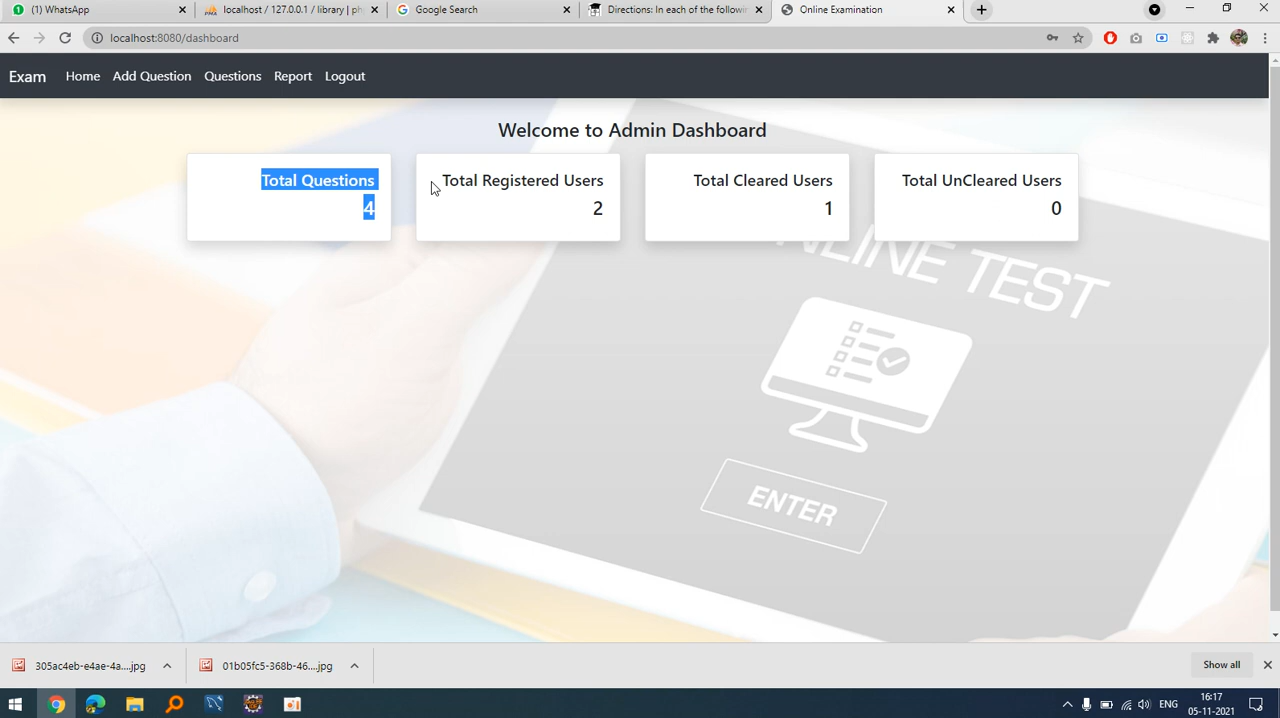 (1) WhatsApp
localhost / 127.0.0.1 / library | ph
Google Search
Directions: In each of the followin
Online Examination
localhost:8080/dashboard
Exam Home Add Question Questions Report Logout
Welcome to Admin Dashboard
Total Questions
4
Total Registered Users
2
Total Cleared Users
1
Total UnCleared Users
0
ONLINE TEST
ENTER
305ac4eb-e4ae-4a....jpg
01b05fc5-368b-46....jpg
Show all
ENG
16:17
05-11-2021